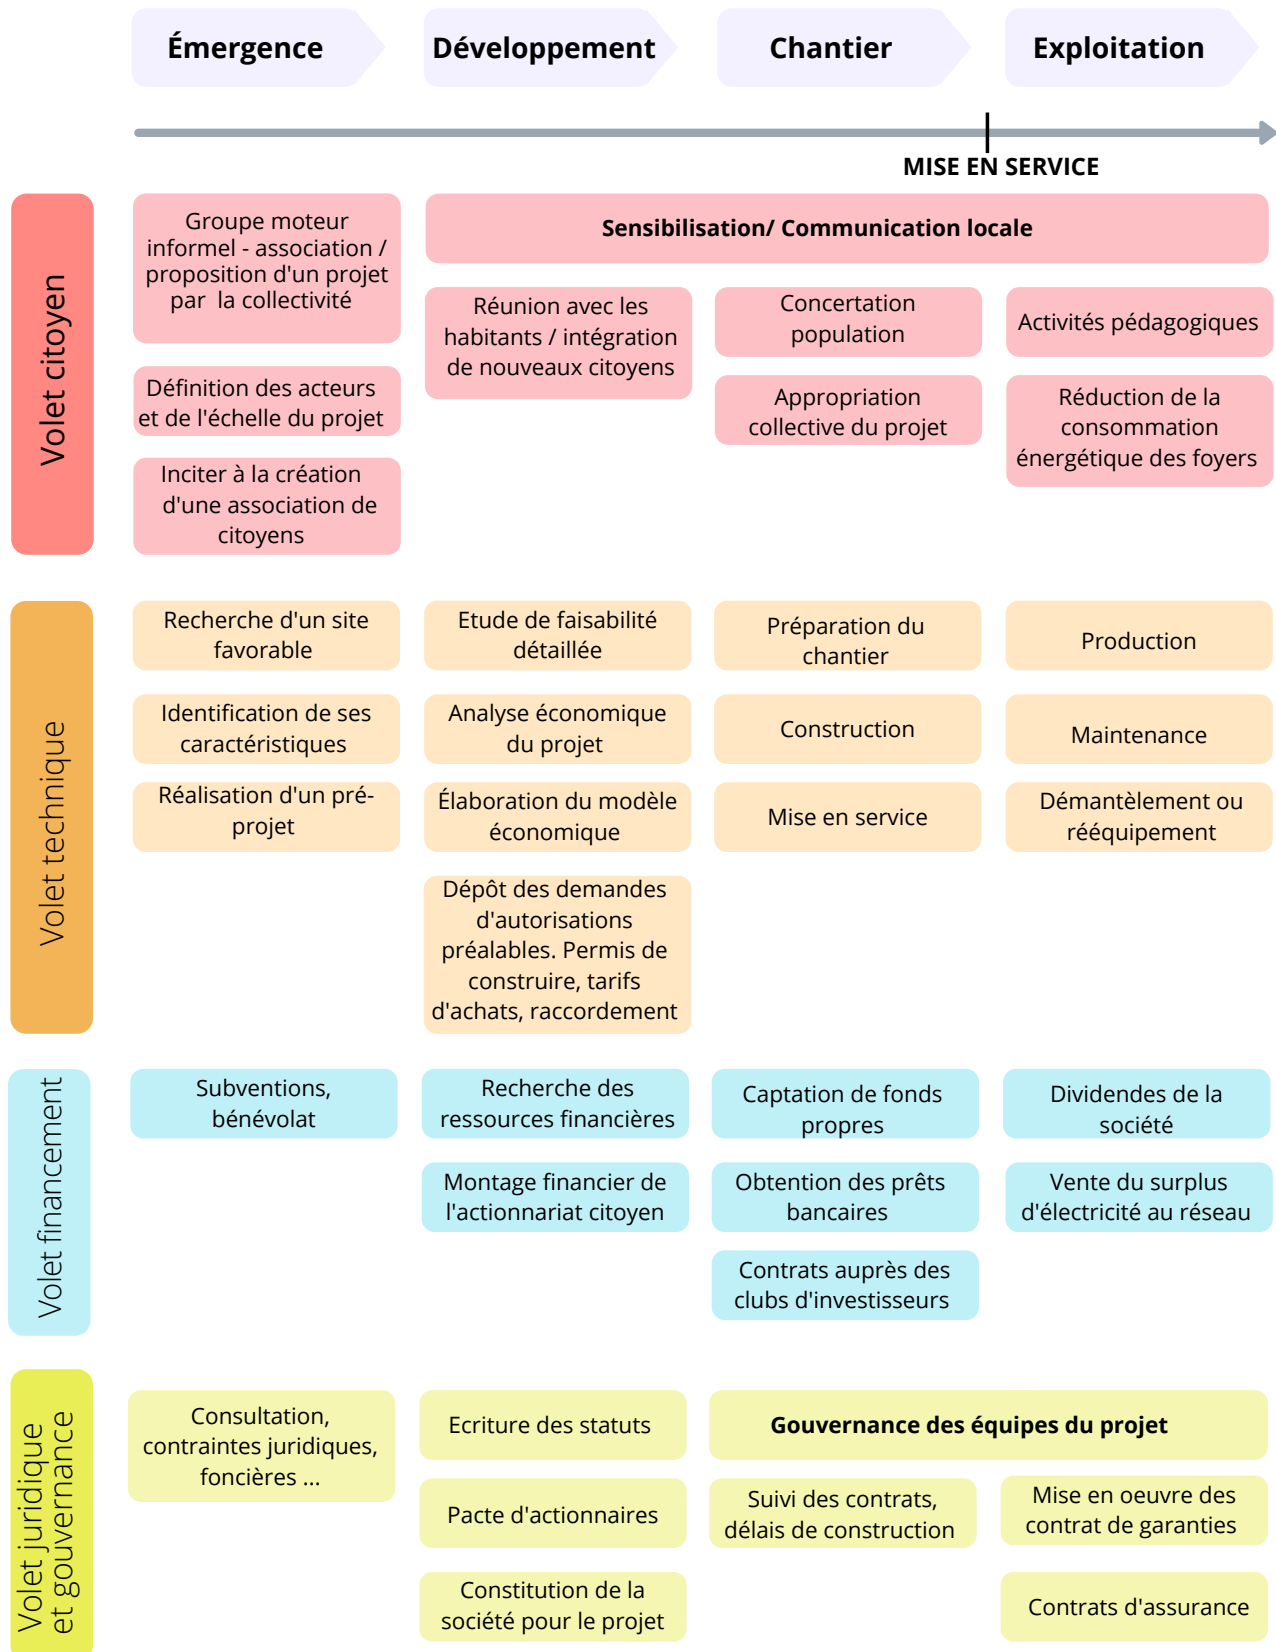 Émergence
Développement
Chantier
Exploitation
MISE EN SERVICE
Volet citoyen
Groupe moteur
informel - association /
proposition d'un projet
par la collectivité
Définition des acteurs
et de l'échelle du projet
Inciter à la création
d'une association de
citoyens
Sensibilisation/ Communication locale
Réunion avec les
habitants / intégration
de nouveaux citoyens
Concertation
population
Appropriation
collective du projet
Activités pédagogiques
Réduction de la
consommation
énergétique des foyers
Volet technique
Recherche d'un site
favorable
Identification de ses
caractéristiques
Réalisation d'un pré-
projet
Etude de faisabilité
détaillée
Analyse économique
du projet
Élaboration du modèle
économique
Dépôt des demandes
d'autorisations
préalables. Permis de
construire, tarifs
d'achats, raccordement
Préparation du
chantier
Construction
Mise en service
Production
Maintenance
Démantèlement ou
rééquipement
Volet financement
Subventions,
bénévolat
Recherche des
ressources financières
Montage financier de
l'actionnariat citoyen
Captation de fonds
propres
Obtention des prêts
bancaires
Contrats auprès des
clubs d'investisseurs
Dividendes de la
société
Vente du surplus
d'électricité au réseau
Volet juridique
et gouvernance
Consultation,
contraintes juridiques,
foncières ...
Ecriture des statuts
Pacte d'actionnaires
Constitution de la
société pour le projet
Gouvernance des équipes du projet
Suivi des contrats,
délais de construction
Mise en oeuvre des
contrat de garanties
Contrats d'assurance